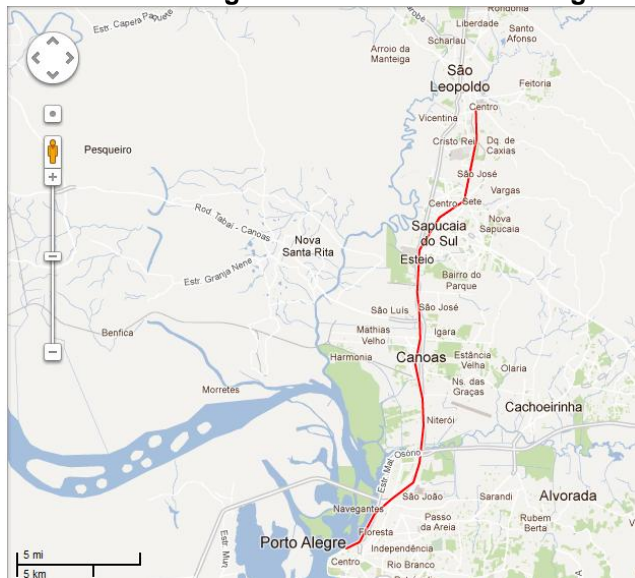 Rondônia
Liberdade
Santo
Afonso
Estr. Capera
Scharlau
Arroio da
Manteiga
São
Leopoldo
Feitoria
Centro
Vicentina
Pesqueiro
Cristo Rei
Dq. de
Caxias
São José
Vargas
Centro
Sete
Rod. Tabaí - Canoas
Sapucaia
do Sul
Nova
Sapucaia
Nova
Santa Rita
Esteio
Estr. Granja Nene
Bairro do
Parque
São Luís
São José
Mathias
Velho
Igara
Benfica
Harmonia
Canoas
Estância
Velha
Olaria
Morretes
Ns. das
Graças
Cachoeirinha
Niterói
Estr. Mal. Osório
São João
Sarandi
Alvorada
Navegantes
Passo
da Areia
Rubem
Berta
Floresta
Estr. Mun
Porto Alegre
Independência
Centro
Rio Branco
5 mi
5 km